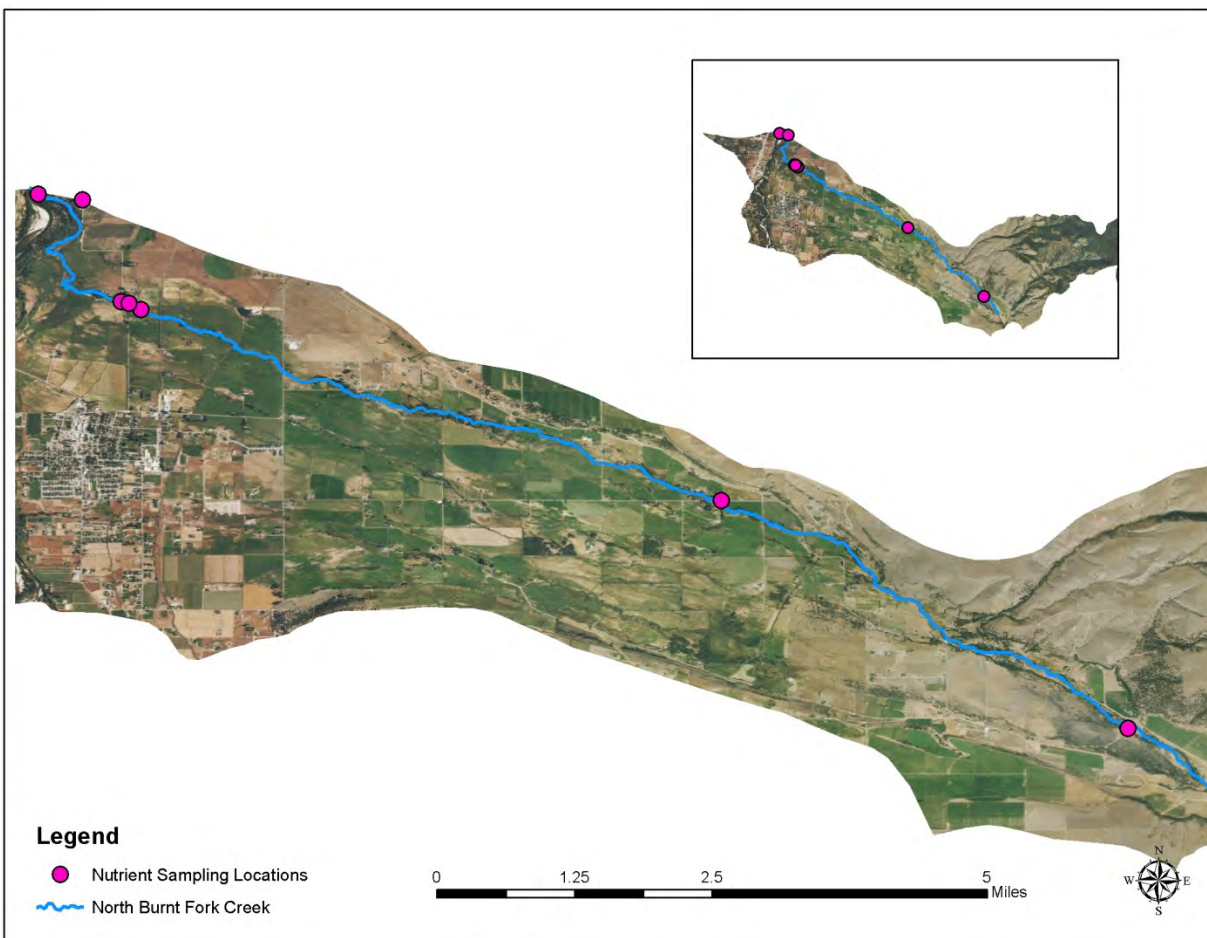 Legend
Nutrient Sampling Locations
North Burnt Fork Creek
0 1.25 2.5 5
Miles
N
W E
S